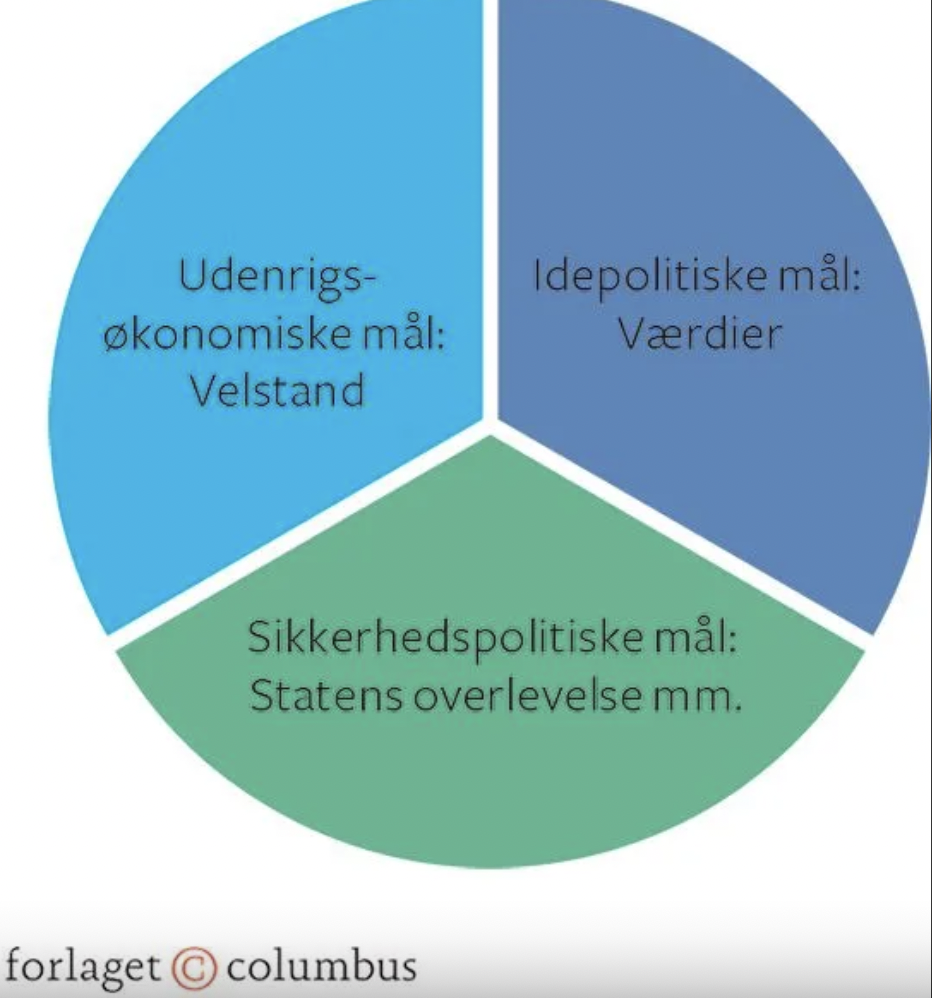 Udenrigs-
økonomiske mål:
Velstand
Idepolitiske mål:
Værdier
Sikkerhedspolitiske mål:
Statens overlevelse mm.
forlaget © columbus